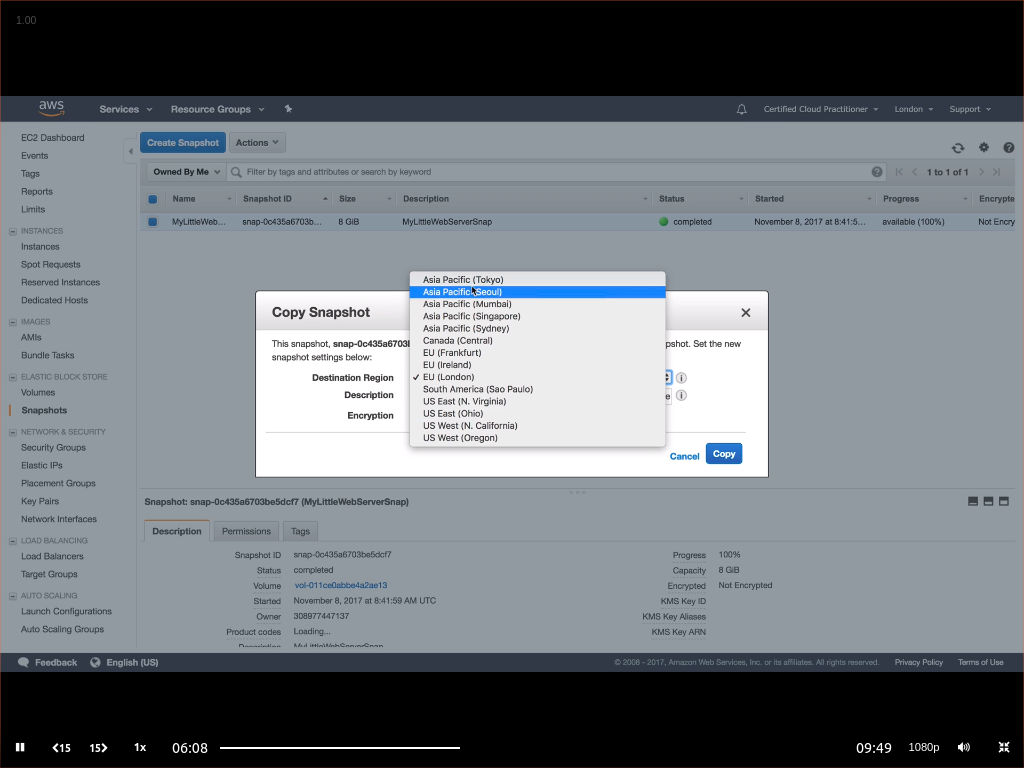 1.00
aws Services Resource Groups Certified Cloud Practitioner London Support
EC2 Dashboard
Events
Tags
Reports
Limits
INSTANCES
Instances
Spot Requests
Reserved Instances
Dedicated Hosts
IMAGES
AMIs
Bundle Tasks
ELASTIC BLOCK STORE
Volumes
Snapshots
NETWORK & SECURITY
Security Groups
Elastic IPs
Placement Groups
Key Pairs
Network Interfaces
LOAD BALANCING
Load Balancers
Target Groups
AUTO SCALING
Launch Configurations
Auto Scaling Groups
Create Snapshot Actions
Owned By Me Filter by tags and attributes or search by keyword 1 to 1 of 1
Name Snapshot ID Size Description Status Started Progress Encrypte
MyLittleWeb... snap-0c435a6703b... 8 GiB MyLittleWebServerSnap completed November 8, 2017 at 8:41:5... available (100%) Not Encry
Copy Snapshot
This snapshot, snap-0c435a6703 pshot. Set the new
snapshot settings below:
Destination Region
Description e
Encryption
Asia Pacific (Tokyo)
Asia Pacific (Seoul)
Asia Pacific (Mumbai)
Asia Pacific (Singapore)
Asia Pacific (Sydney)
Canada (Central)
EU (Frankfurt)
EU (Ireland)
✓ EU (London)
South America (Sao Paulo)
US East (N. Virginia)
US East (Ohio)
US West (N. California)
US West (Oregon)
Cancel Copy
Snapshot: snap-0c435a6703be5dcf7 (MyLittleWebServerSnap)
Description Permissions Tags
Snapshot ID snap-0c435a6703be5dcf7
Status completed
Volume vol-011ce0abbe4a2ae13
Started November 8, 2017 at 8:41:59 AM UTC
Owner 308977447137
Product codes Loading...
Description MyLittleWebServerSnap
Progress 100%
Capacity 8 GiB
Encrypted Not Encrypted
KMS Key ID
KMS Key Aliases
KMS Key ARN
Feedback English (US) © 2008 - 2017, Amazon Web Services, Inc. or its affiliates. All rights reserved. Privacy Policy Terms of Use
15 15 1x 06:08 09:49 1080p